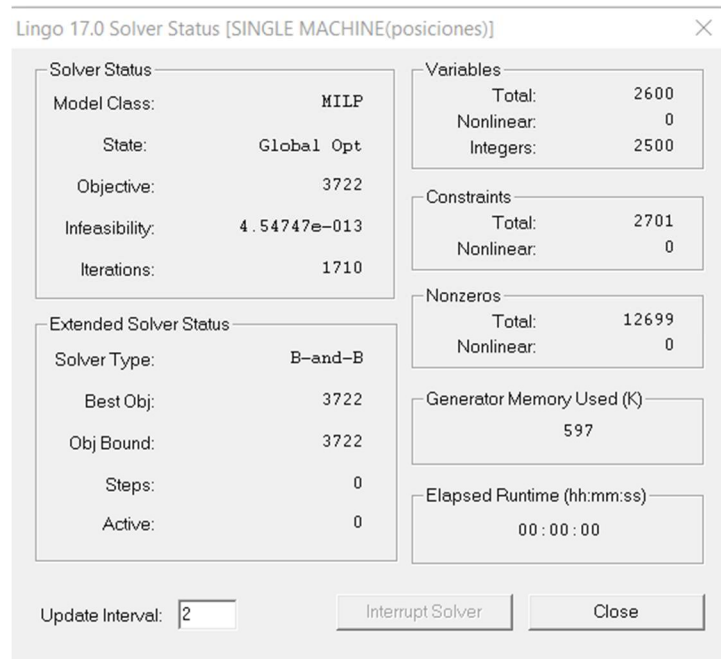 Lingo 17.0 Solver Status [SINGLE MACHINE(posiciones)]
Solver Status
Model Class: MILP
State: Global Opt
Objective: 3722
Infeasibility: 4.54747e-013
Iterations: 1710
Extended Solver Status
Solver Type: B-and-B
Best Obj: 3722
Obj Bound: 3722
Steps: 0
Active: 0
Variables
Total: 2600
Nonlinear: 0
Integers: 2500
Constraints
Total: 2701
Nonlinear: 0
Nonzeros
Total: 12699
Nonlinear: 0
Generator Memory Used (K)
597
Elapsed Runtime (hh:mm:ss)
00:00:00
Update Interval: 2
Interrupt Solver
Close